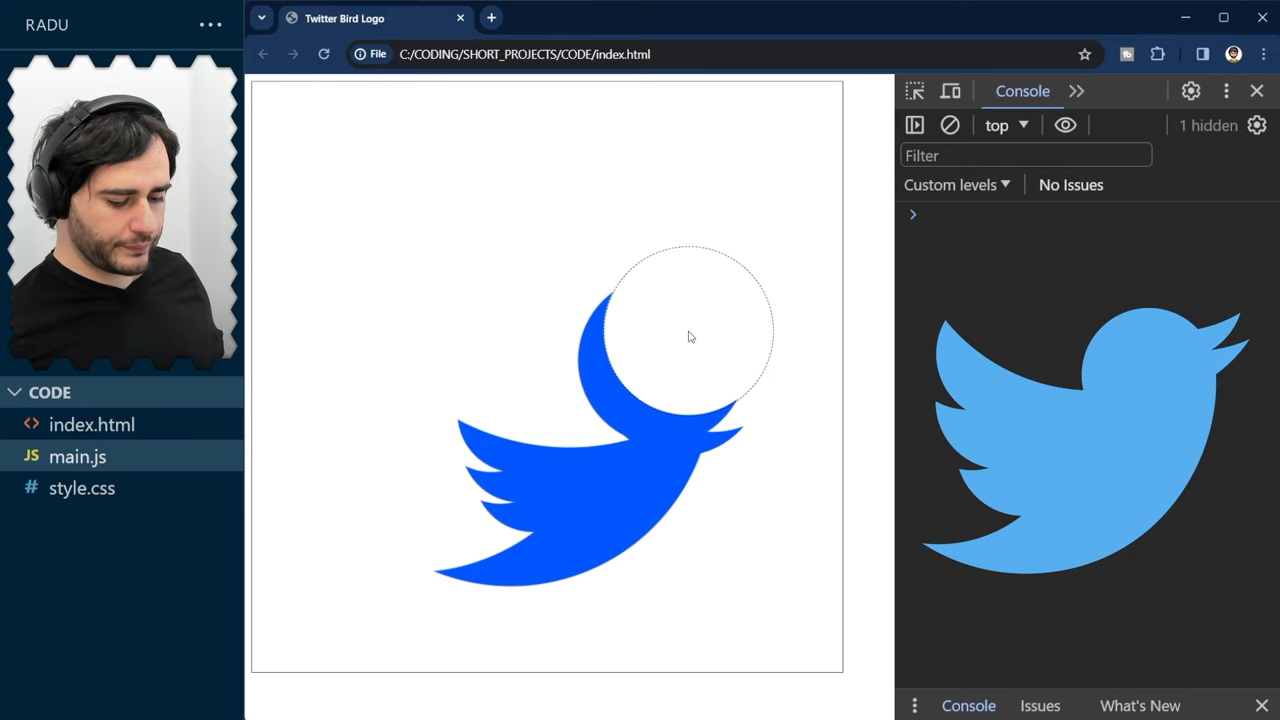 RADU
Twitter Bird Logo
File
C:/CODING/SHORT_PROJECTS/CODE/index.html
Console
top
1 hidden
Filter
Custom levels
No Issues
CODE
index.html
JS main.js
# style.css
Console
Issues
What's New